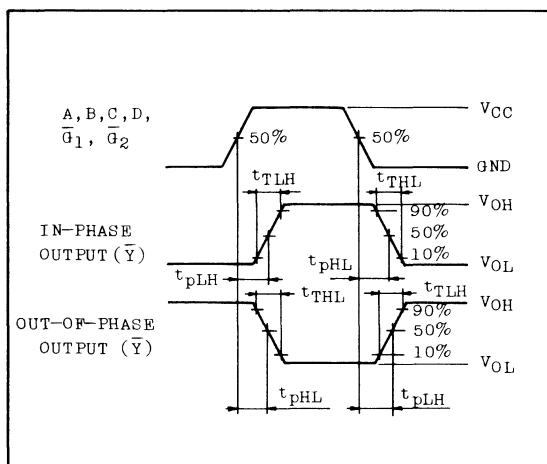 A, B, C, D,
G̅1, G̅2
50%
50%
VCC
GND
tTLH
tTHL
VOH
IN-PHASE
OUTPUT (Y̅)
90%
50%
10%
tpLH
tpHL
VOL
tTHL
tTLH
VOH
OUT-OF-PHASE
OUTPUT (Y̅)
90%
50%
10%
VOL
tpHL
tpLH